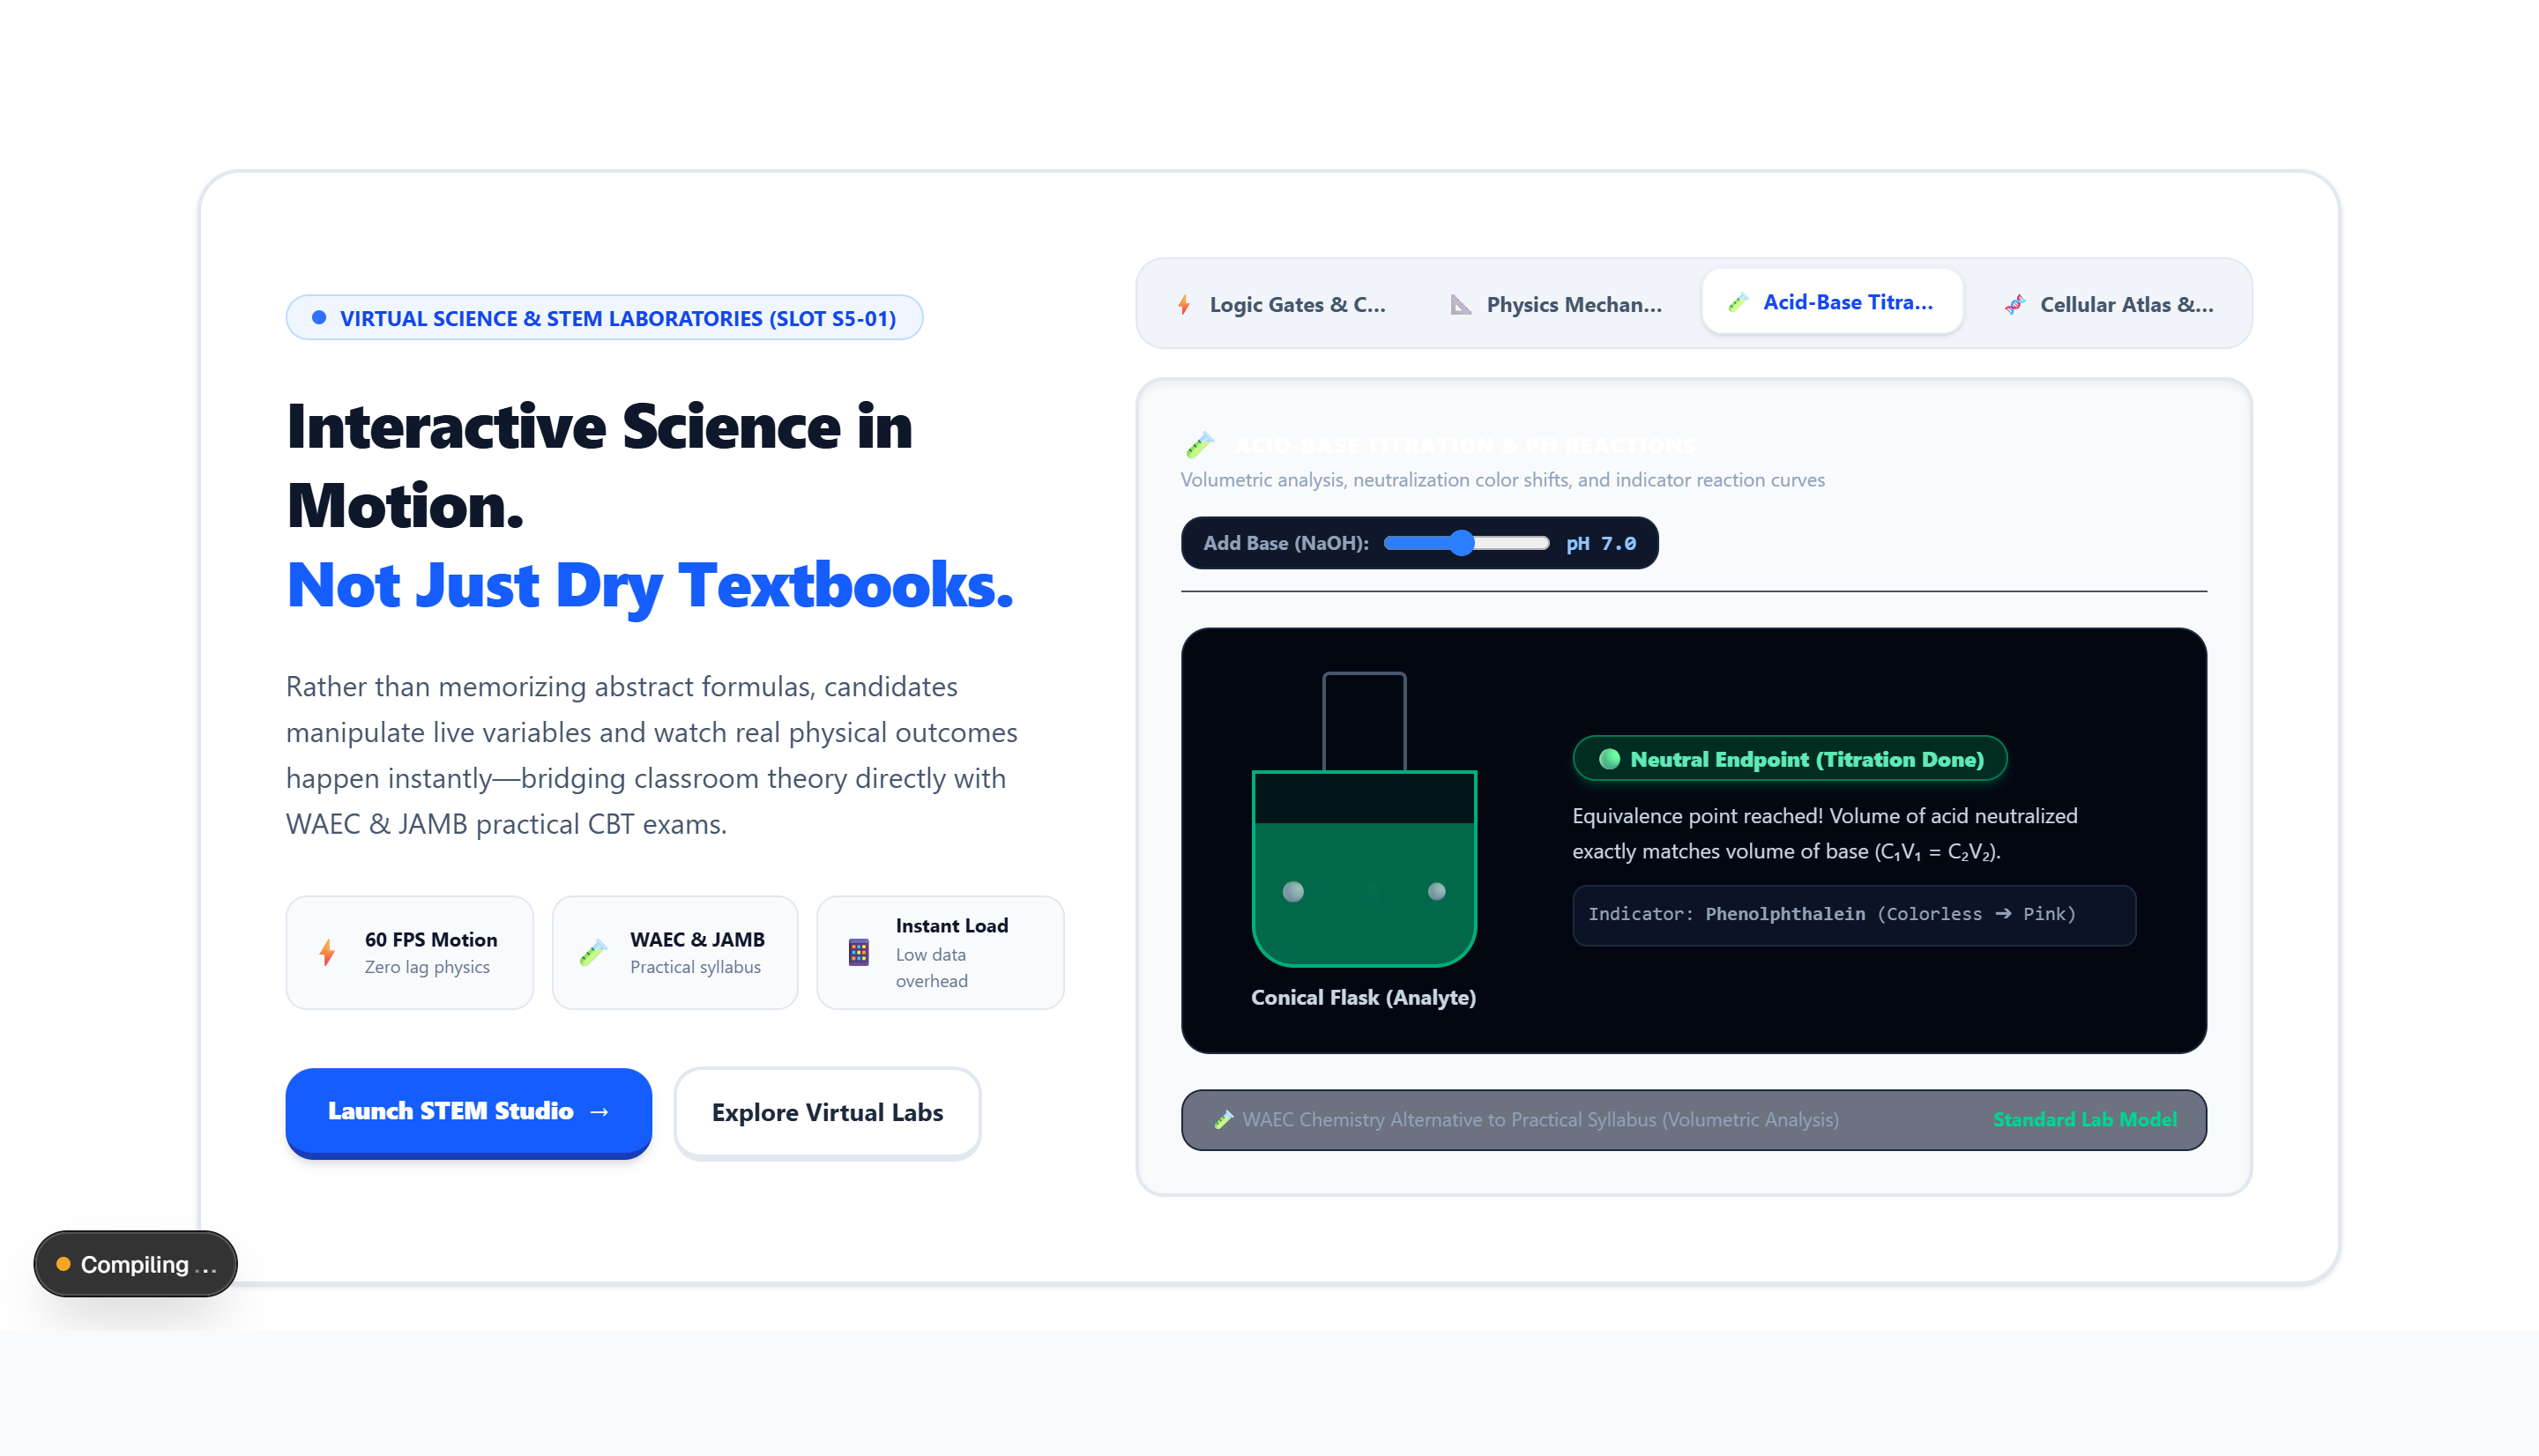 VIRTUAL SCIENCE & STEM LABORATORIES (SLOT S5-01)
Interactive Science in
Motion.
Not Just Dry Textbooks.
Rather than memorizing abstract formulas, candidates
manipulate live variables and watch real physical outcomes
happen instantly—bridging classroom theory directly with
WAEC & JAMB practical CBT exams.
60 FPS Motion
Zero lag physics
WAEC & JAMB
Practical syllabus
Instant Load
Low data
overhead
Launch STEM Studio →
Explore Virtual Labs
Logic Gates & C...
Physics Mechan...
Acid-Base Titra...
Cellular Atlas &...
ACID-BASE TITRATION & PH REACTIONS
Volumetric analysis, neutralization color shifts, and indicator reaction curves
Add Base (NaOH):
pH 7.0
Neutral Endpoint (Titration Done)
Equivalence point reached! Volume of acid neutralized
exactly matches volume of base (C₁V₁ = C₂V₂).
Indicator: Phenolphthalein (Colorless ➔ Pink)
Conical Flask (Analyte)
WAEC Chemistry Alternative to Practical Syllabus (Volumetric Analysis)
Standard Lab Model
Compiling ...